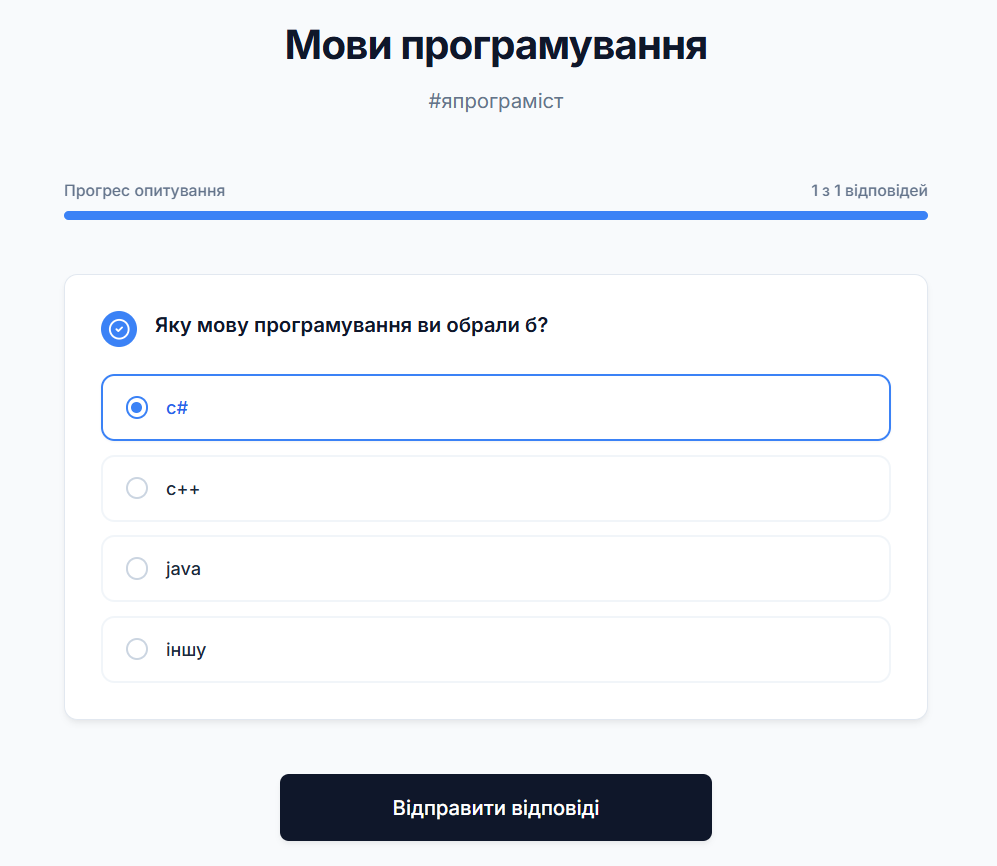 Мови програмування
#япрограміст
Прогрес опитування
1 з 1 відповідей
Яку мову програмування ви обрали б?
c#
c++
java
іншу
Відправити відповіді